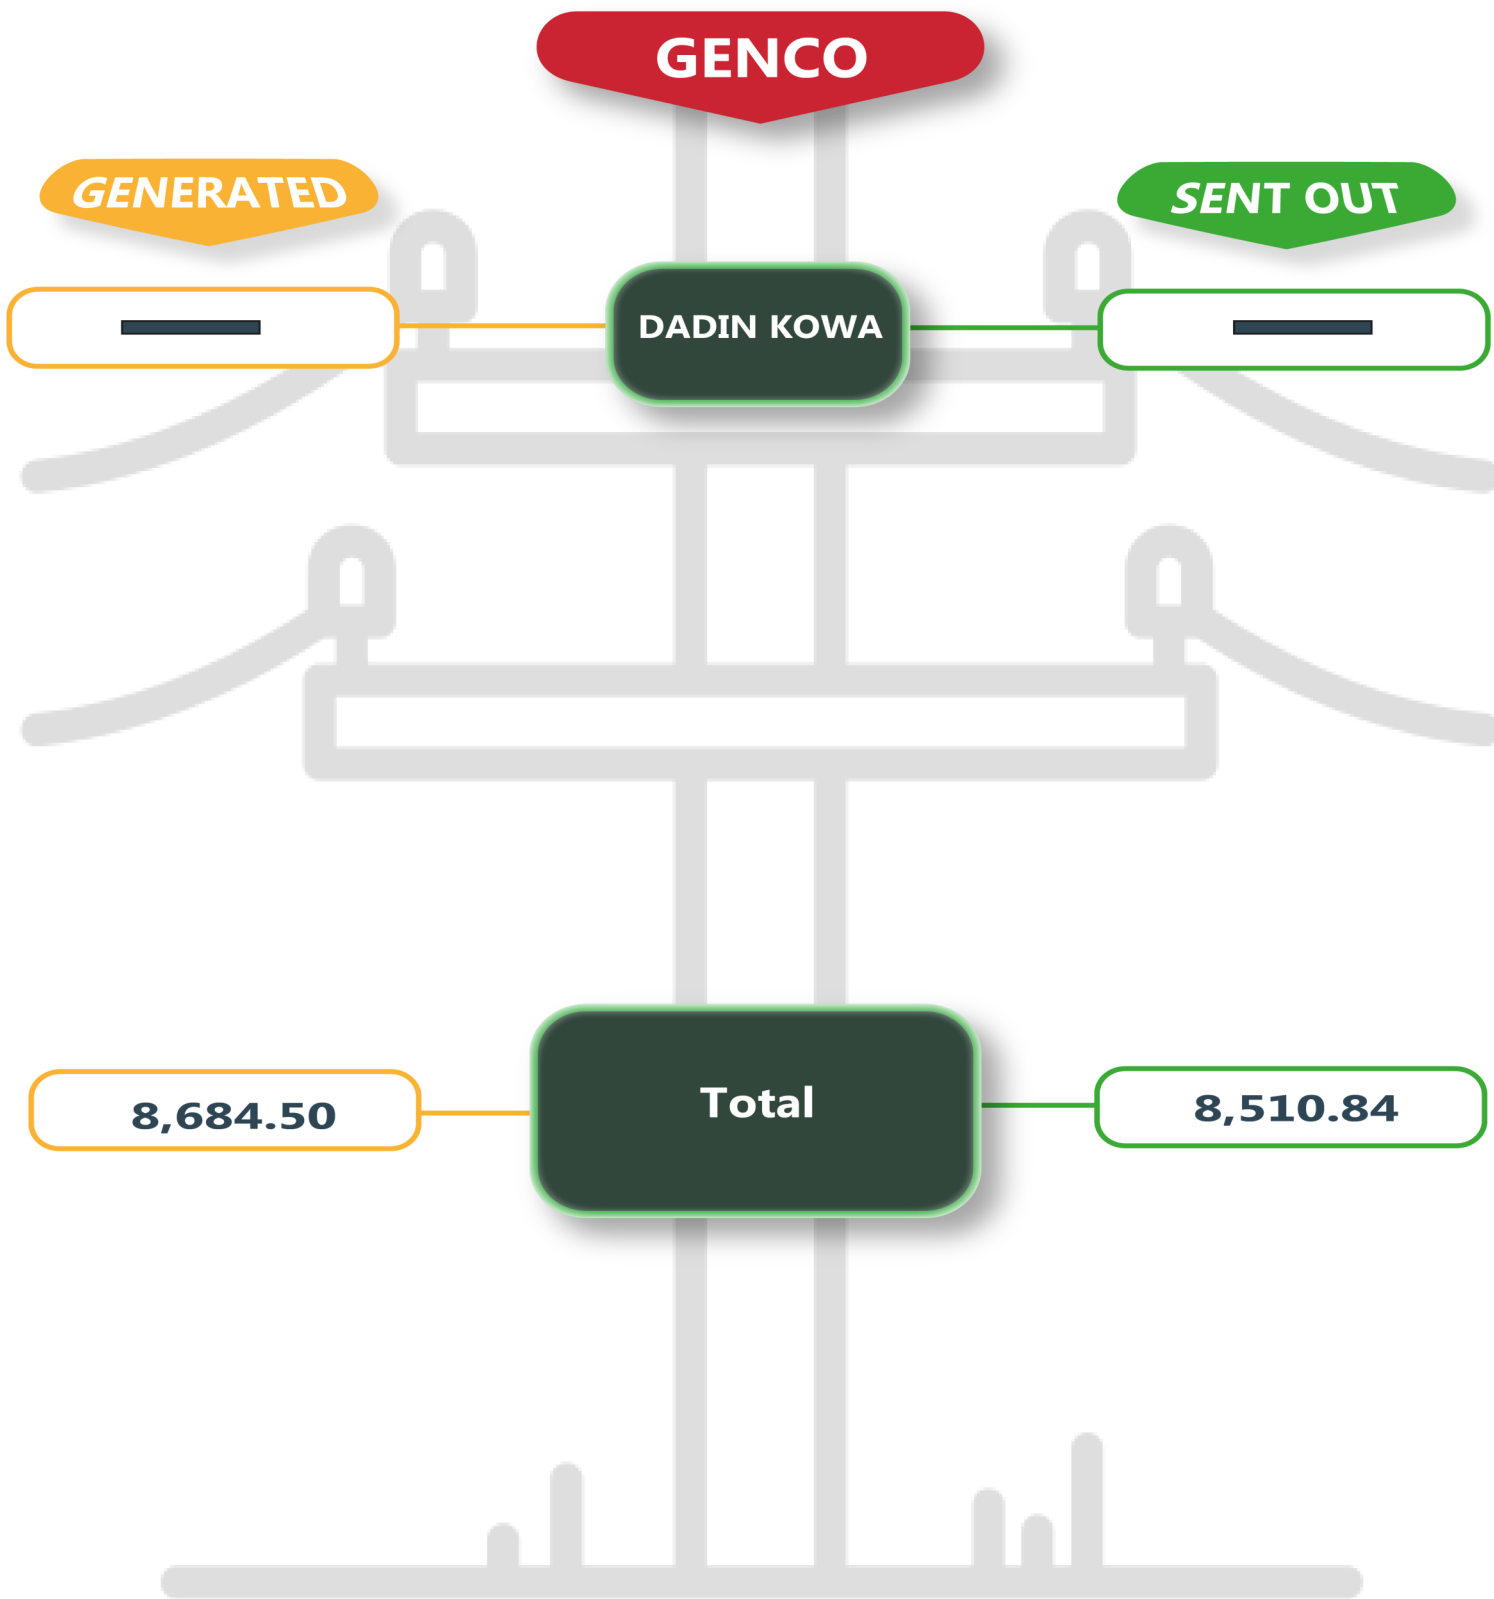 GENCO
GENERATED
SENT OUT
DADIN KOWA
Total
8,684.50
8,510.84